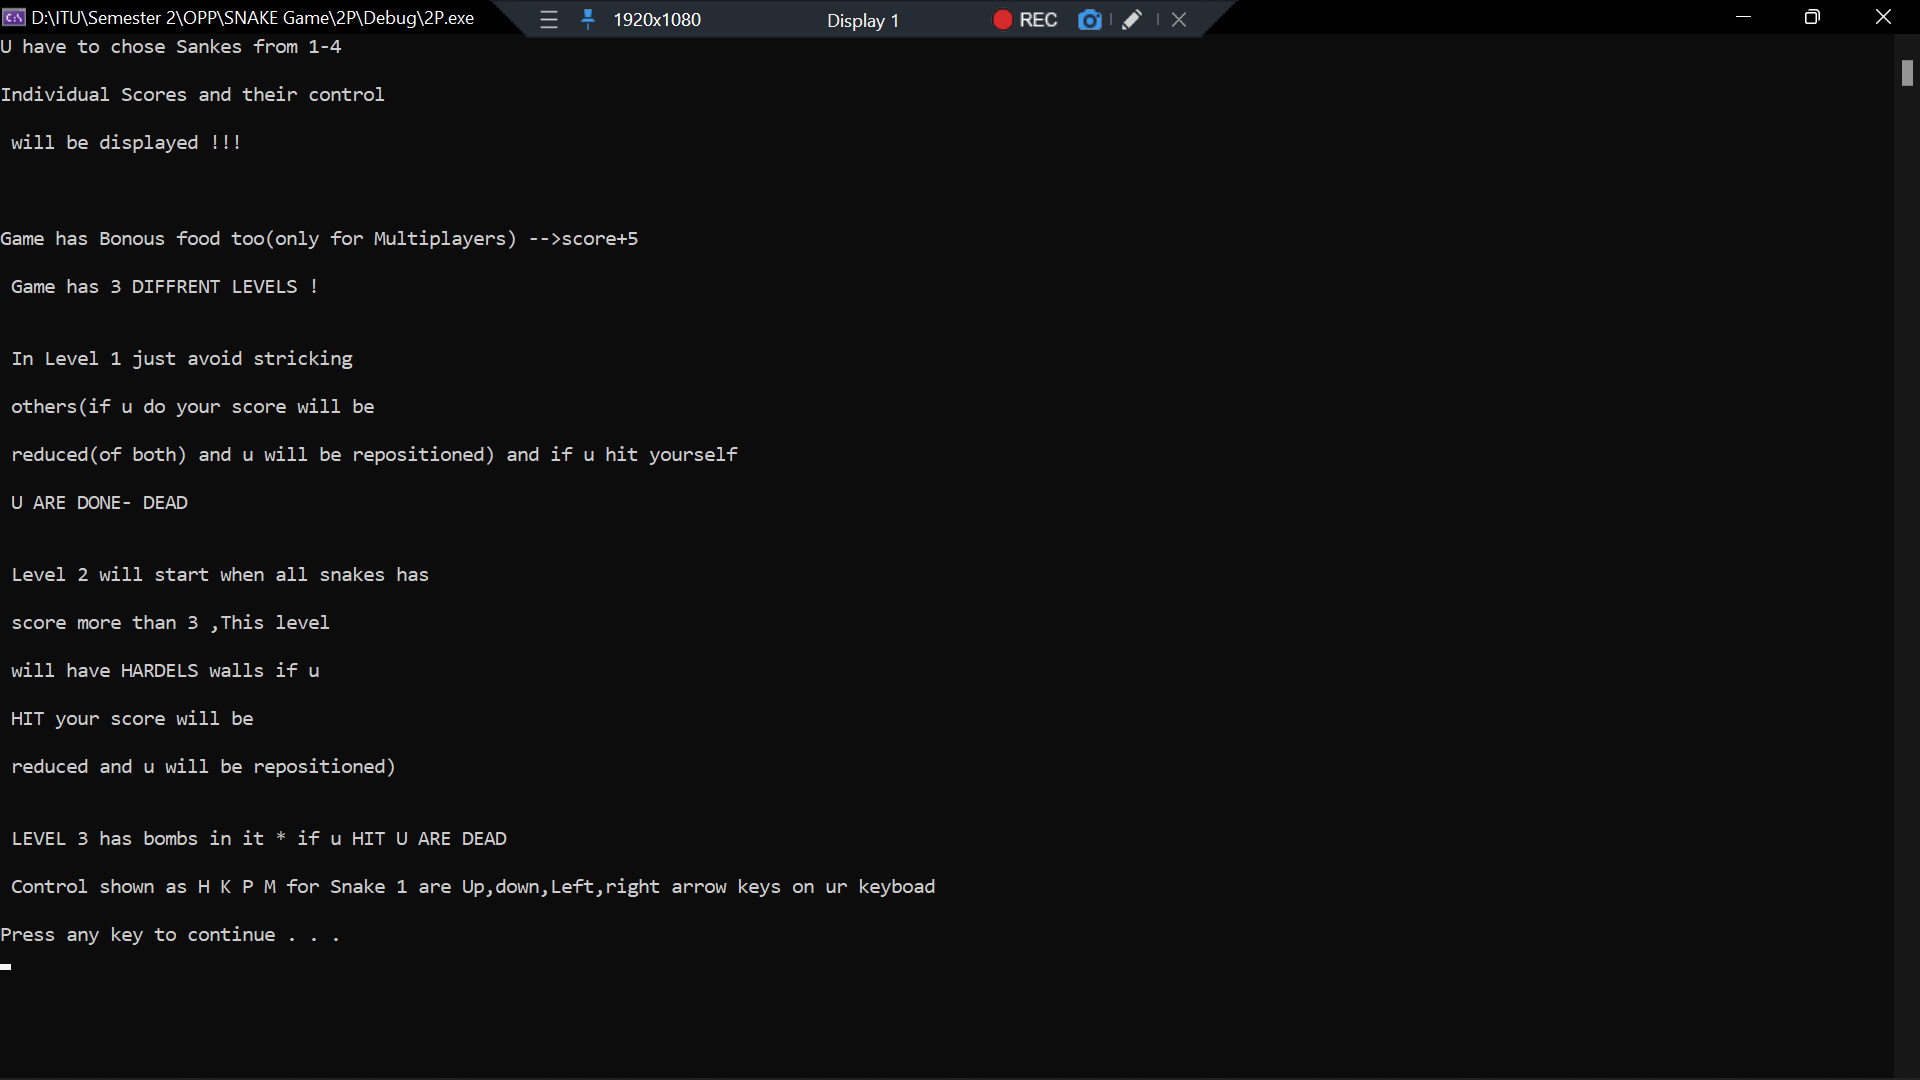 D:\ITU\Semester 2\OPP\SNAKE Game\2P\Debug\2P.exe
1920x1080
Display 1
REC
U have to chose Sankes from 1-4
Individual Scores and their control
will be displayed !!!
Game has Bonous food too(only for Multiplayers) -->score+5
Game has 3 DIFFRENT LEVELS !
In Level 1 just avoid stricking
others(if u do your score will be
reduced(of both) and u will be repositioned) and if u hit yourself
U ARE DONE- DEAD
Level 2 will start when all snakes has
score more than 3 ,This level
will have HARDELS walls if u
HIT your score will be
reduced and u will be repositioned)
LEVEL 3 has bombs in it * if u HIT U ARE DEAD
Control shown as H K P M for Snake 1 are Up,down,Left,right arrow keys on ur keyboad
Press any key to continue . . .